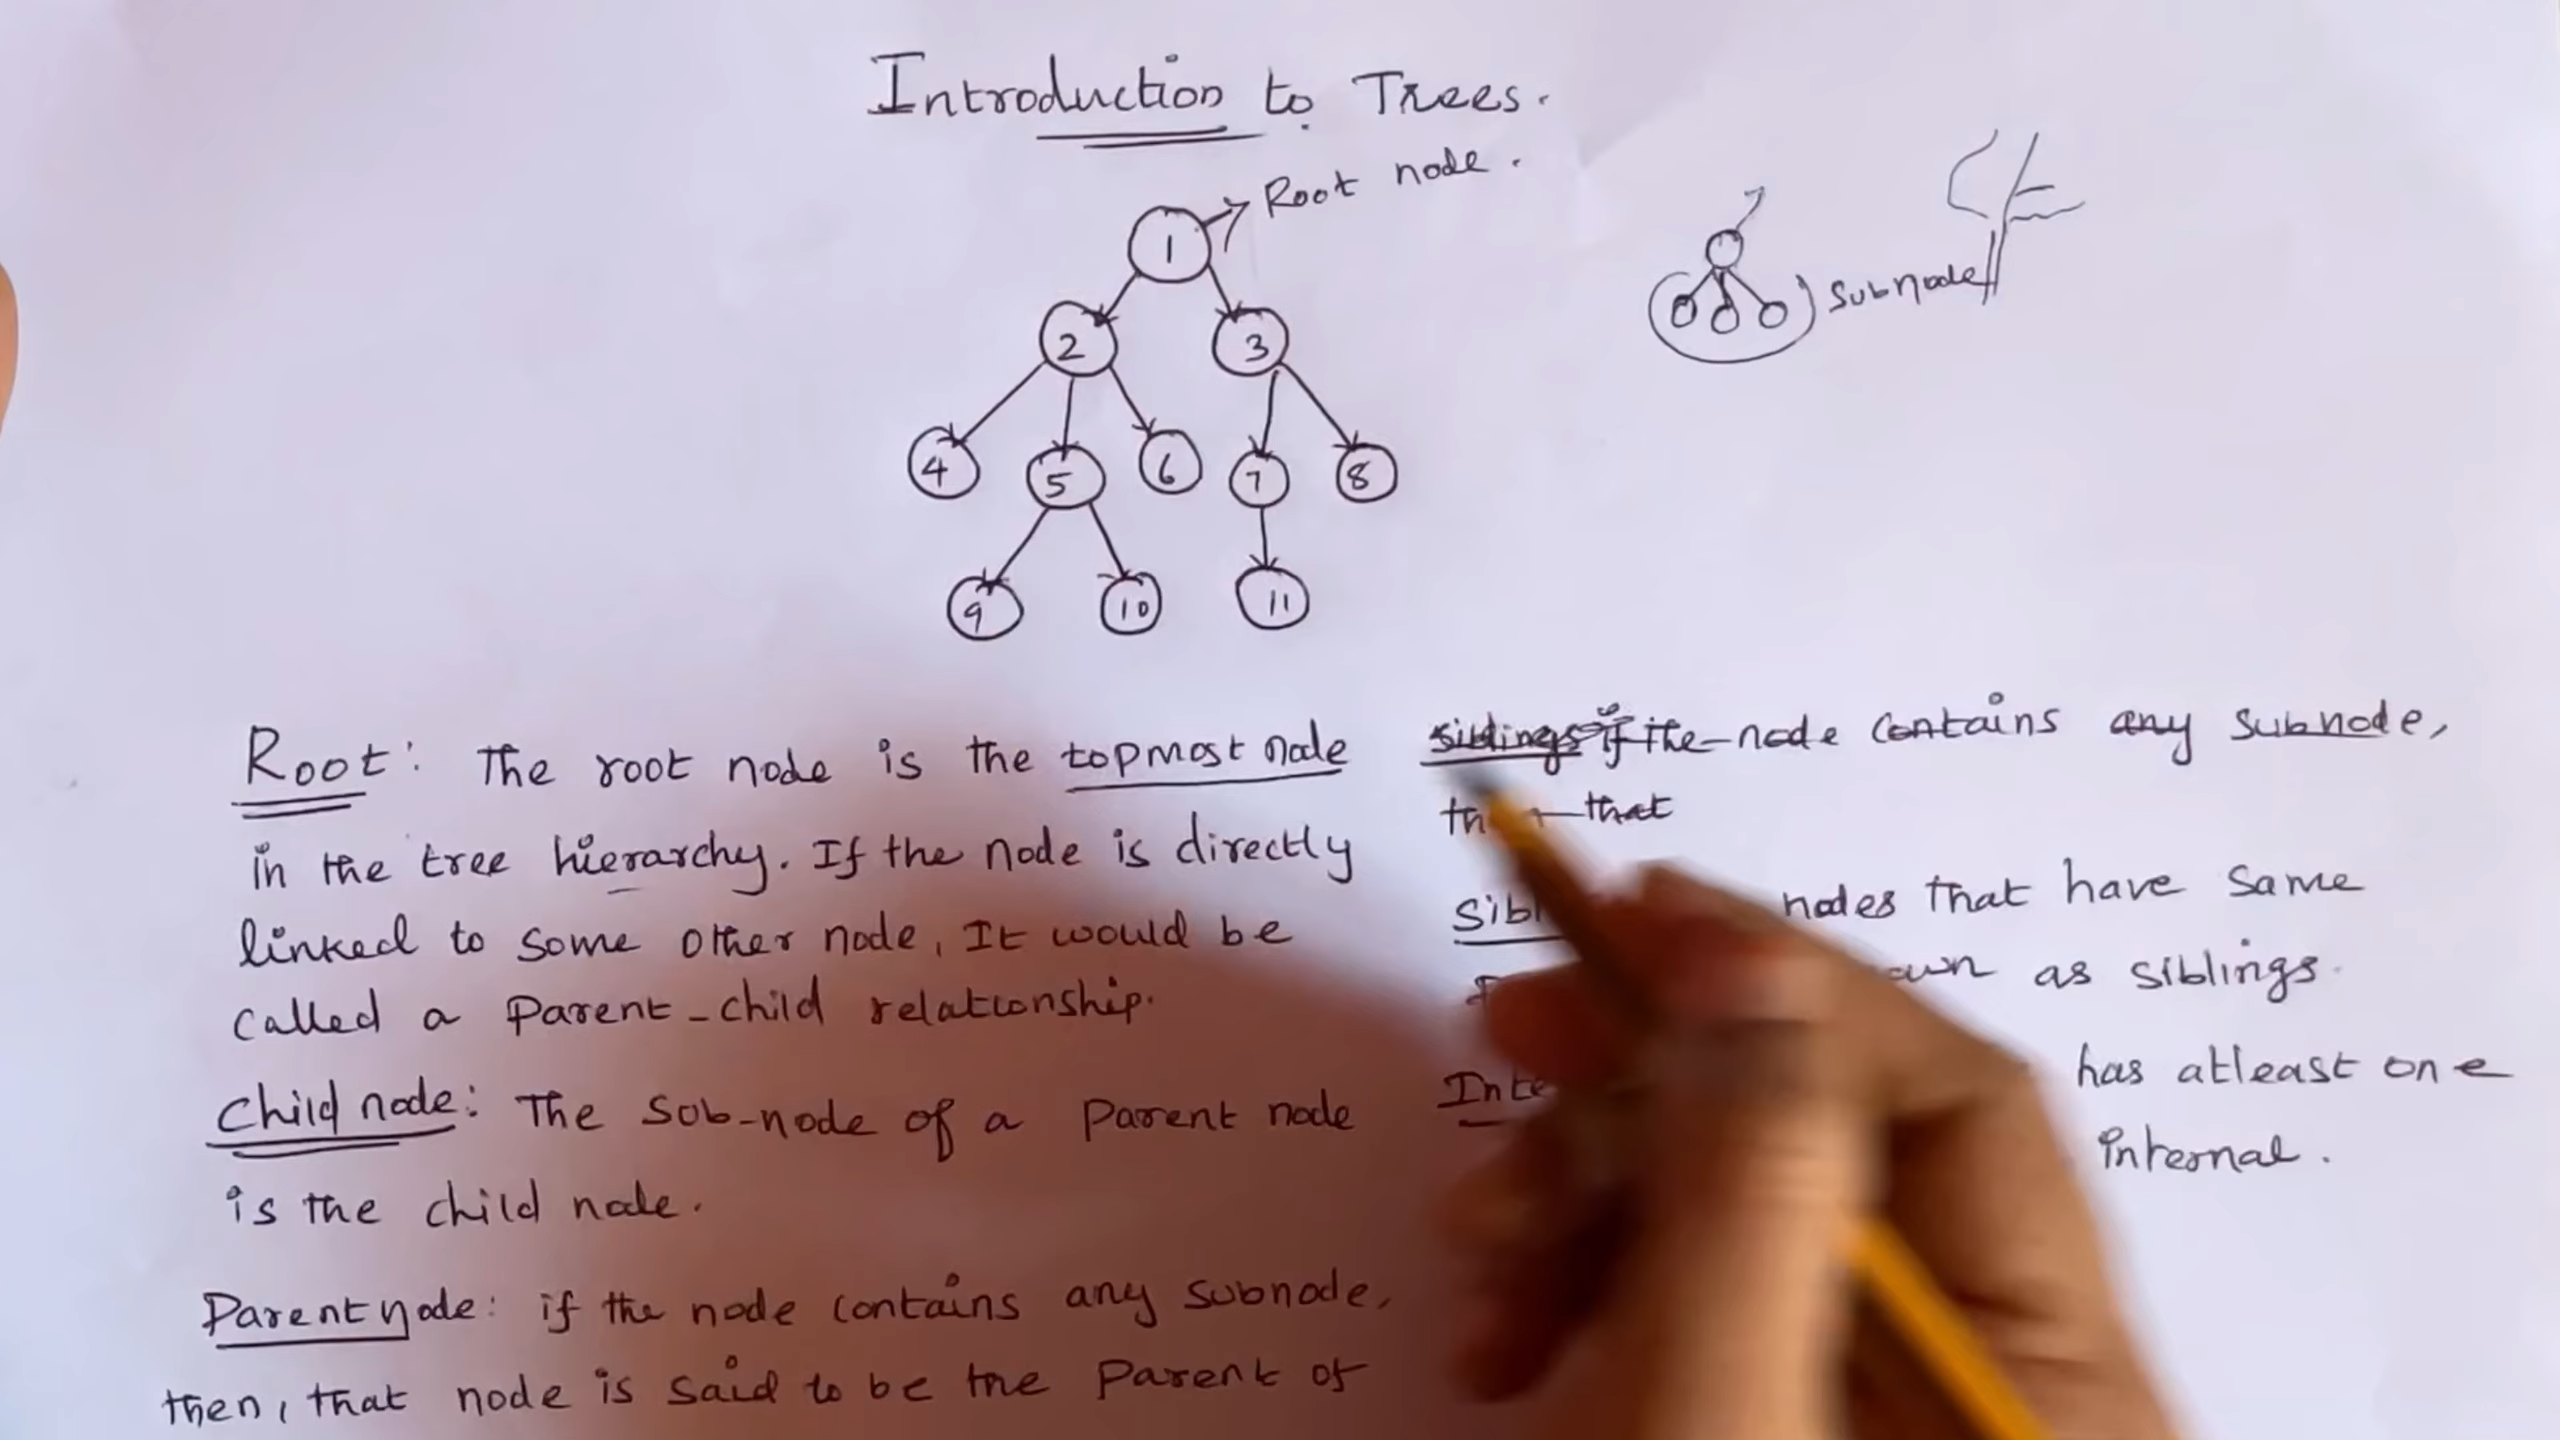 Introduction to Trees.
Root node.
1
2
3
Subnode
4
5
6
7
8
9
10
11
Root: The root node is the topmost node
in the tree hierarchy. If the node is directly
linked to some other node, It would be
called a Parent-child relationship.
Child node: The sub-node of a Parent node
is the child node.
Parent node: if the node contains any subnode,
then, that node is said to be the Parent of
siblings if the node contains any subnode,
that
nodes that have same
as siblings.
has atleast one
internal.